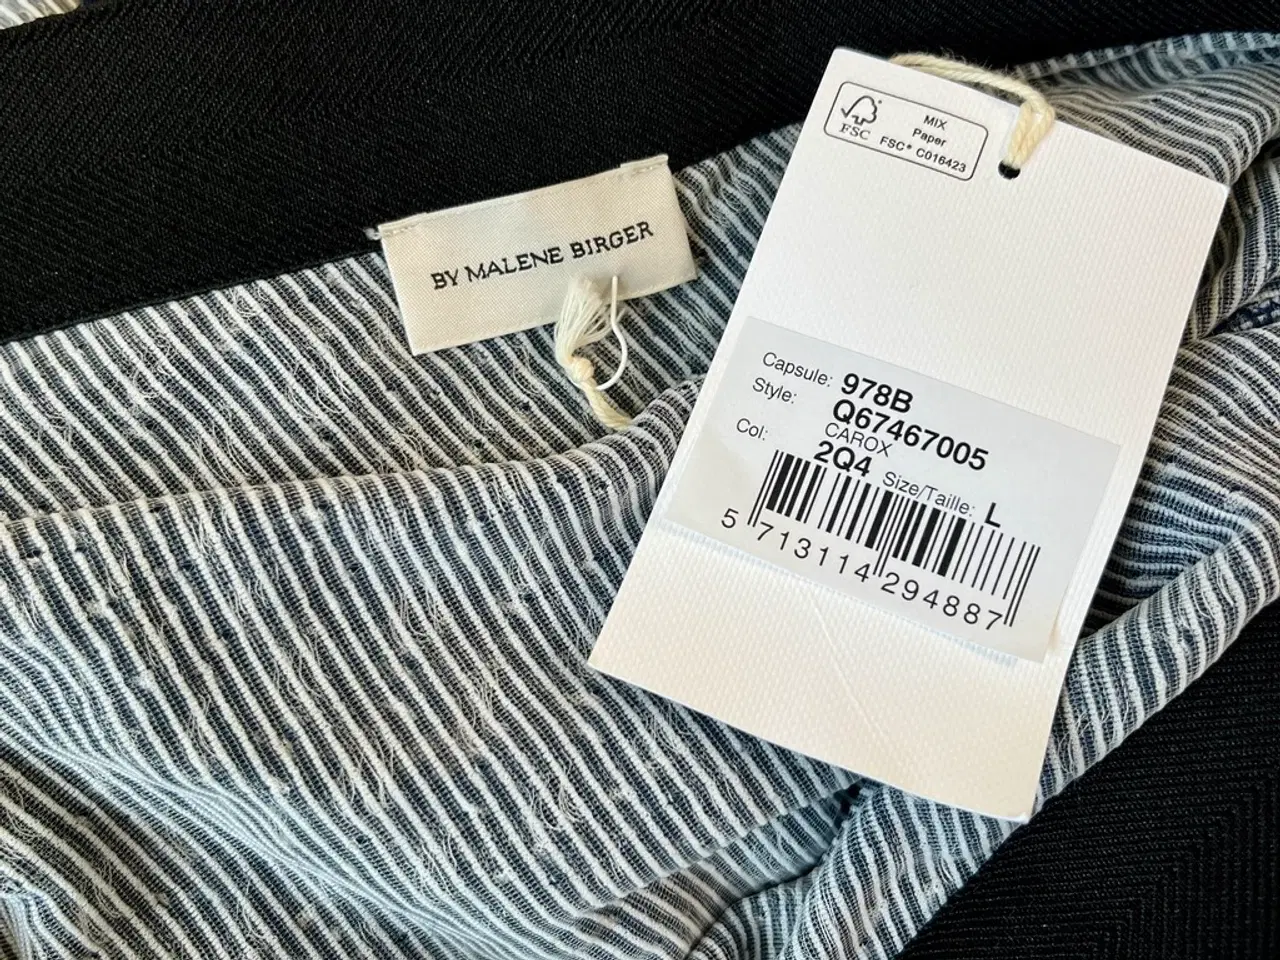 FSC
MIX
Paper
FSC® C016423
BY MALENE BIRGER
Capsule: 978B
Style: Q67467005
CAROX
Col: 2Q4 Size/Taille: L
5 713114 294887